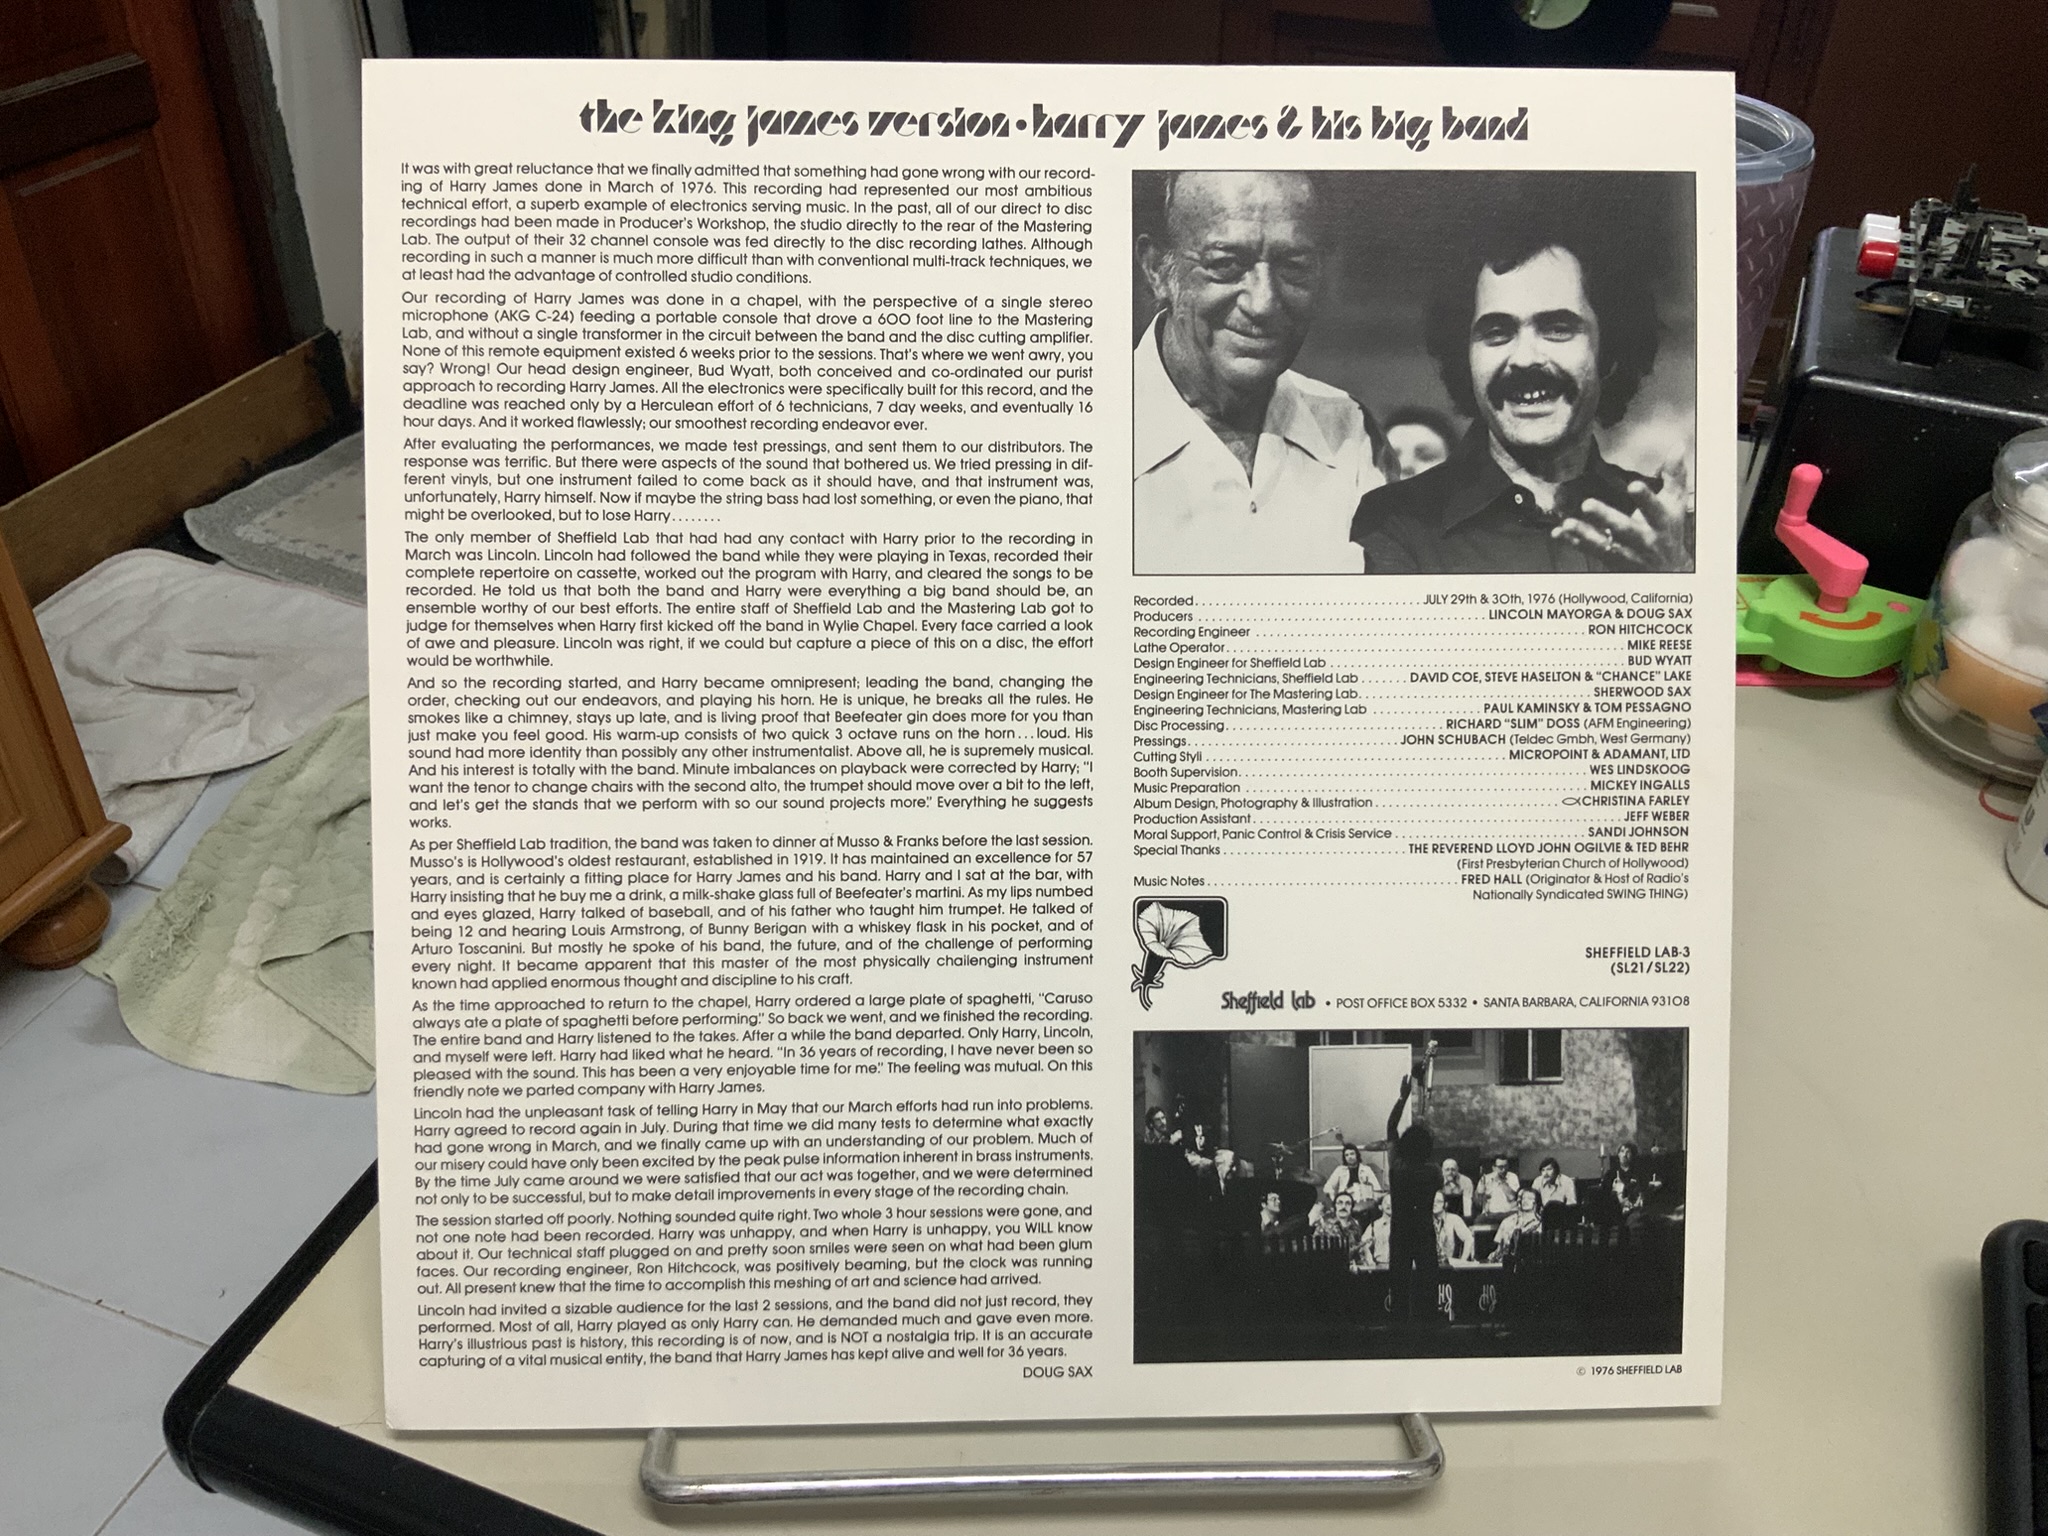 the king james version • harry james & his big band
It was with great reluctance that we finally admitted that something had gone wrong with our record-
ing of Harry James done in March of 1976. This recording had represented our most ambitious
technical effort, a superb example of electronics serving music. In the past, all of our direct to disc
recordings had been made in Producer's Workshop, the studio directly to the rear of the Mastering
Lab. The output of their 32 channel console was fed directly to the disc recording lathes. Although
recording in such a manner is much more difficult than with conventional multi-track techniques, we
at least had the advantage of controlled studio conditions.
Our recording of Harry James was done in a chapel, with the perspective of a single stereo
microphone (AKG C-24) feeding a portable console that drove a 600 foot line to the Mastering
Lab, and without a single transformer in the circuit between the band and the disc cutting amplifier.
None of this remote equipment existed 6 weeks prior to the sessions. That's where we went awry, you
say? Wrong! Our head design engineer, Bud Wyatt, both conceived and co-ordinated our purist
approach to recording Harry James. All the electronics were specifically built for this record, and the
deadline was reached only by a Herculean effort of 6 technicians, 7 day weeks, and eventually 16
hour days. And it worked flawlessly; our smoothest recording endeavor ever.
After evaluating the performances, we made test pressings, and sent them to our distributors. The
response was terrific. But there were aspects of the sound that bothered us. We tried pressing in dif-
ferent vinyls, but one instrument failed to come back as it should have, and that instrument was,
unfortunately, Harry himself. Now if maybe the string bass had lost something, or even the piano, that
might be overlooked, but to lose Harry........
The only member of Sheffield Lab that had had any contact with Harry prior to the recording in
March was Lincoln. Lincoln had followed the band while they were playing in Texas, recorded their
complete repertoire on cassette, worked out the program with Harry, and cleared the songs to be
recorded. He told us that both the band and Harry were everything a big band should be, an
ensemble worthy of our best efforts. The entire staff of Sheffield Lab and the Mastering Lab got to
judge for themselves when Harry first kicked off the band in Wylie Chapel. Every face carried a look
of awe and pleasure. Lincoln was right, if we could but capture a piece of this on a disc, the effort
would be worthwhile.
And so the recording started, and Harry became omnipresent; leading the band, changing the
order, checking out our endeavors, and playing his horn. He is unique, he breaks all the rules. He
smokes like a chimney, stays up late, and is living proof that Beefeater gin does more for you than
just make you feel good. His warm-up consists of two quick 3 octave runs on the horn...loud. His
sound had more identity than possibly any other instrumentalist. Above all, he is supremely musical.
And his interest is totally with the band. Minute imbalances on playback were corrected by Harry; "I
want the tenor to change chairs with the second alto, the trumpet should move over a bit to the left,
and let's get the stands that we perform with so our sound projects more." Everything he suggests
works.
As per Sheffield Lab tradition, the band was taken to dinner at Musso & Franks before the last session.
Musso's is Hollywood's oldest restaurant, established in 1919. It has maintained an excellence for 57
years, and is certainly a fitting place for Harry James and his band. Harry and I sat at the bar, with
Harry insisting that he buy me a drink, a milk-shake glass full of Beefeater's martini. As my lips numbed
and eyes glazed, Harry talked of baseball, and of his father who taught him trumpet. He talked of
being 12 and hearing Louis Armstrong, of Bunny Berigan with a whiskey flask in his pocket, and of
Arturo Toscanini. But mostly he spoke of his band, the future, and of the challenge of performing
every night. It became apparent that this master of the most physically challenging instrument
known had applied enormous thought and discipline to his craft.
As the time approached to return to the chapel, Harry ordered a large plate of spaghetti, "Caruso
always ate a plate of spaghetti before performing." So back we went, and we finished the recording.
The entire band and Harry listened to the takes. After a while the band departed. Only Harry, Lincoln,
and myself were left. Harry had liked what he heard. "In 36 years of recording, I have never been so
pleased with the sound. This has been a very enjoyable time for me." The feeling was mutual. On this
friendly note we parted company with Harry James.
Lincoln had the unpleasant task of telling Harry in May that our March efforts had run into problems.
Harry agreed to record again in July. During that time we did many tests to determine what exactly
had gone wrong in March, and we finally came up with an understanding of our problem. Much of
our misery could have only been excited by the peak pulse information inherent in brass instruments.
By the time July came around we were satisfied that our act was together, and we were determined
not only to be successful, but to make detail improvements in every stage of the recording chain.
The session started off poorly. Nothing sounded quite right. Two whole 3 hour sessions were gone, and
not one note had been recorded. Harry was unhappy, and when Harry is unhappy, you WILL know
about it. Our technical staff plugged on and pretty soon smiles were seen on what had been glum
faces. Our recording engineer, Ron Hitchcock, was positively beaming, but the clock was running
out. All present knew that the time to accomplish this meshing of art and science had arrived.
Lincoln had invited a sizable audience for the last 2 sessions, and the band did not just record, they
performed. Most of all, Harry played as only Harry can. He demanded much and gave even more.
Harry's illustrious past is history, this recording is of now, and is NOT a nostalgia trip. It is an accurate
capturing of a vital musical entity, the band that Harry James has kept alive and well for 36 years.
DOUG SAX
Recorded........JULY 29th & 30th, 1976 (Hollywood, California)
Producers........LINCOLN MAYORGA & DOUG SAX
Recording Engineer........RON HITCHCOCK
Lathe Operator........MIKE REESE
Design Engineer for Sheffield Lab........BUD WYATT
Engineering Technicians, Sheffield Lab.......DAVID COE, STEVE HASELTON & "CHANCE" LAKE
Design Engineer for The Mastering Lab........SHERWOOD SAX
Engineering Technicians, Mastering Lab........PAUL KAMINSKY & TOM PESSAGNO
Disc Processing........RICHARD "SLIM" DOSS (AFM Engineering)
Pressings........JOHN SCHUBACH (Teldec Gmbh, West Germany)
Cutting Styli........MICROPOINT & ADAMANT, LTD
Booth Supervision........WES LINDSKOOG
Music Preparation........MICKEY INGALLS
Album Design, Photography & Illustration........CHRISTINA FARLEY
Production Assistant........JEFF WEBER
Moral Support, Panic Control & Crisis Service........SANDI JOHNSON
Special Thanks........THE REVEREND LLOYD JOHN OGILVIE & TED BEHR
(First Presbyterian Church of Hollywood)
Music Notes........FRED HALL (Originator & Host of Radio's
Nationally Syndicated SWING THING)
SHEFFIELD LAB-3
(SL21/SL22)
Sheffield Lab • POST OFFICE BOX 5332 • SANTA BARBARA, CALIFORNIA 93108
HJ HJ
© 1976 SHEFFIELD LAB